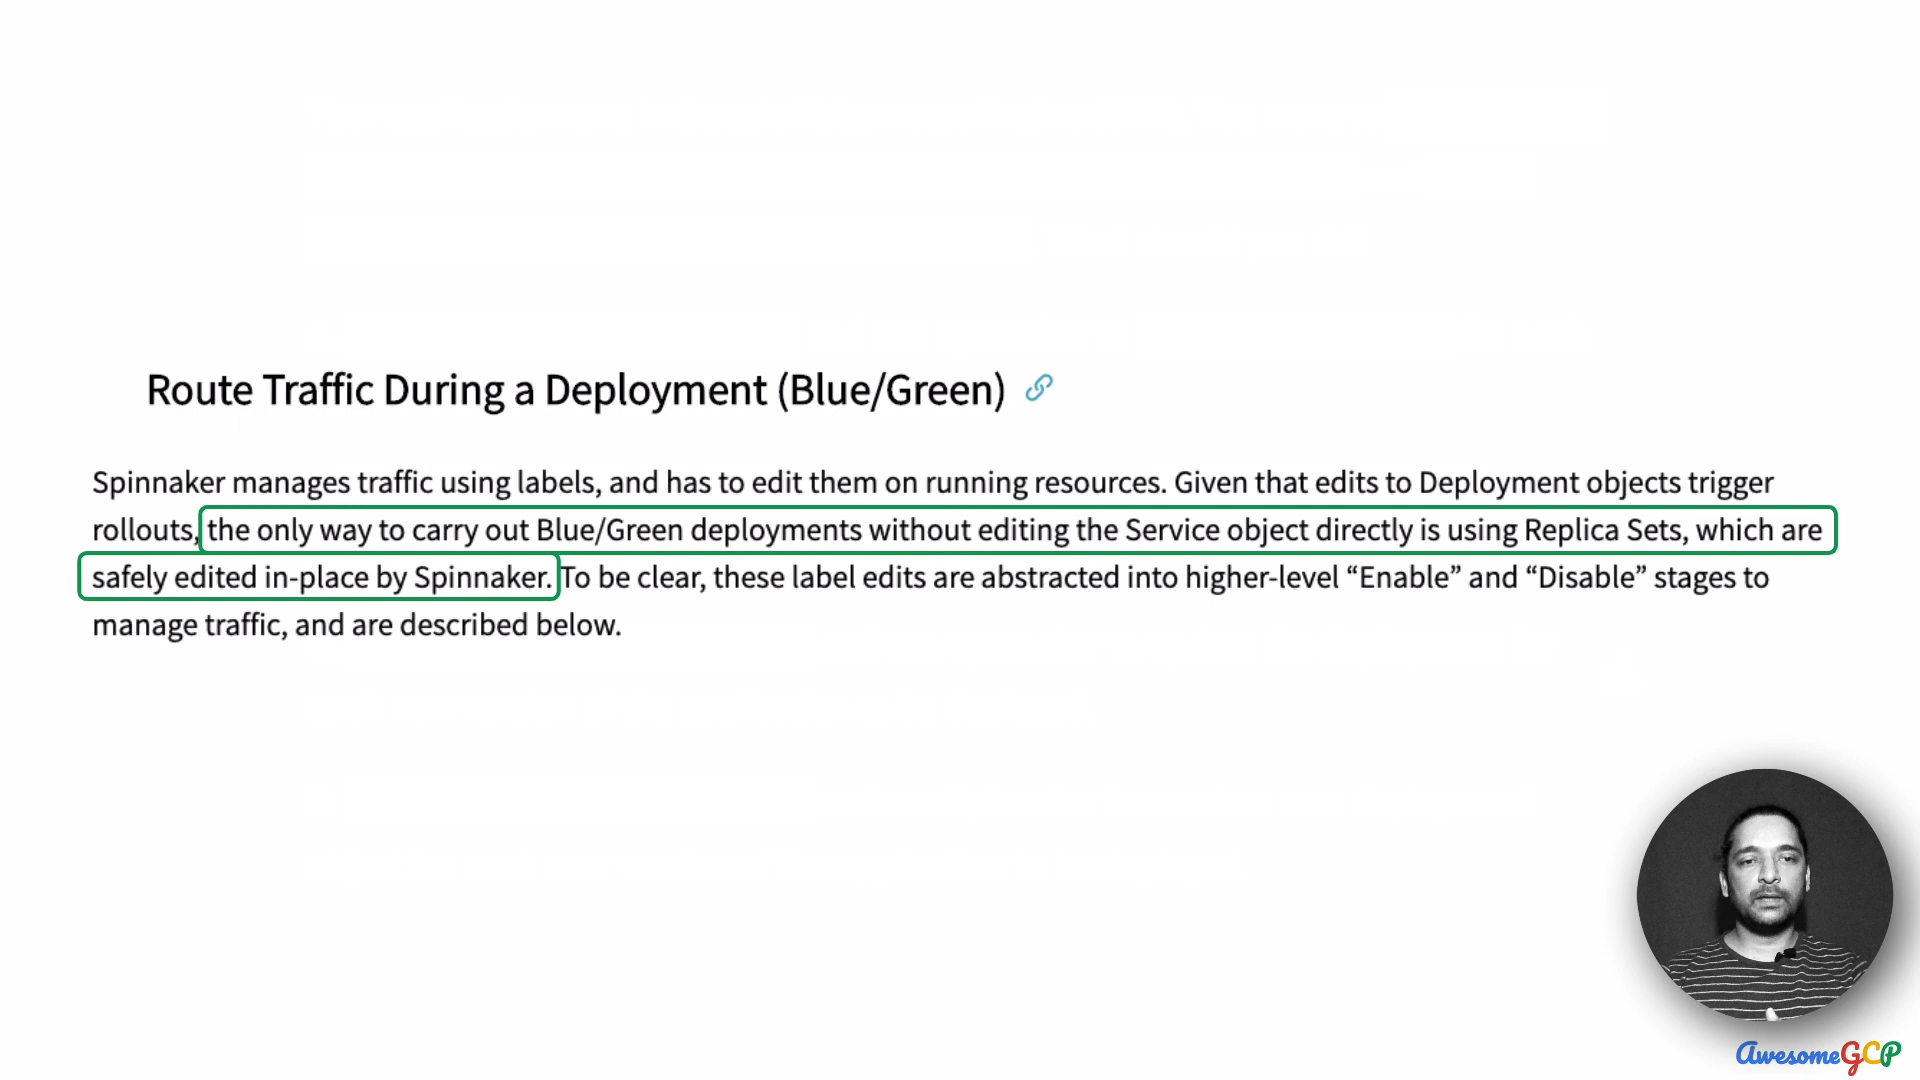 Route Traffic During a Deployment (Blue/Green)
Spinnaker manages traffic using labels, and has to edit them on running resources. Given that edits to Deployment objects trigger
rollouts, the only way to carry out Blue/Green deployments without editing the Service object directly is using Replica Sets, which are
safely edited in-place by Spinnaker. To be clear, these label edits are abstracted into higher-level “Enable” and “Disable” stages to
manage traffic, and are described below.
AwesomeGCP